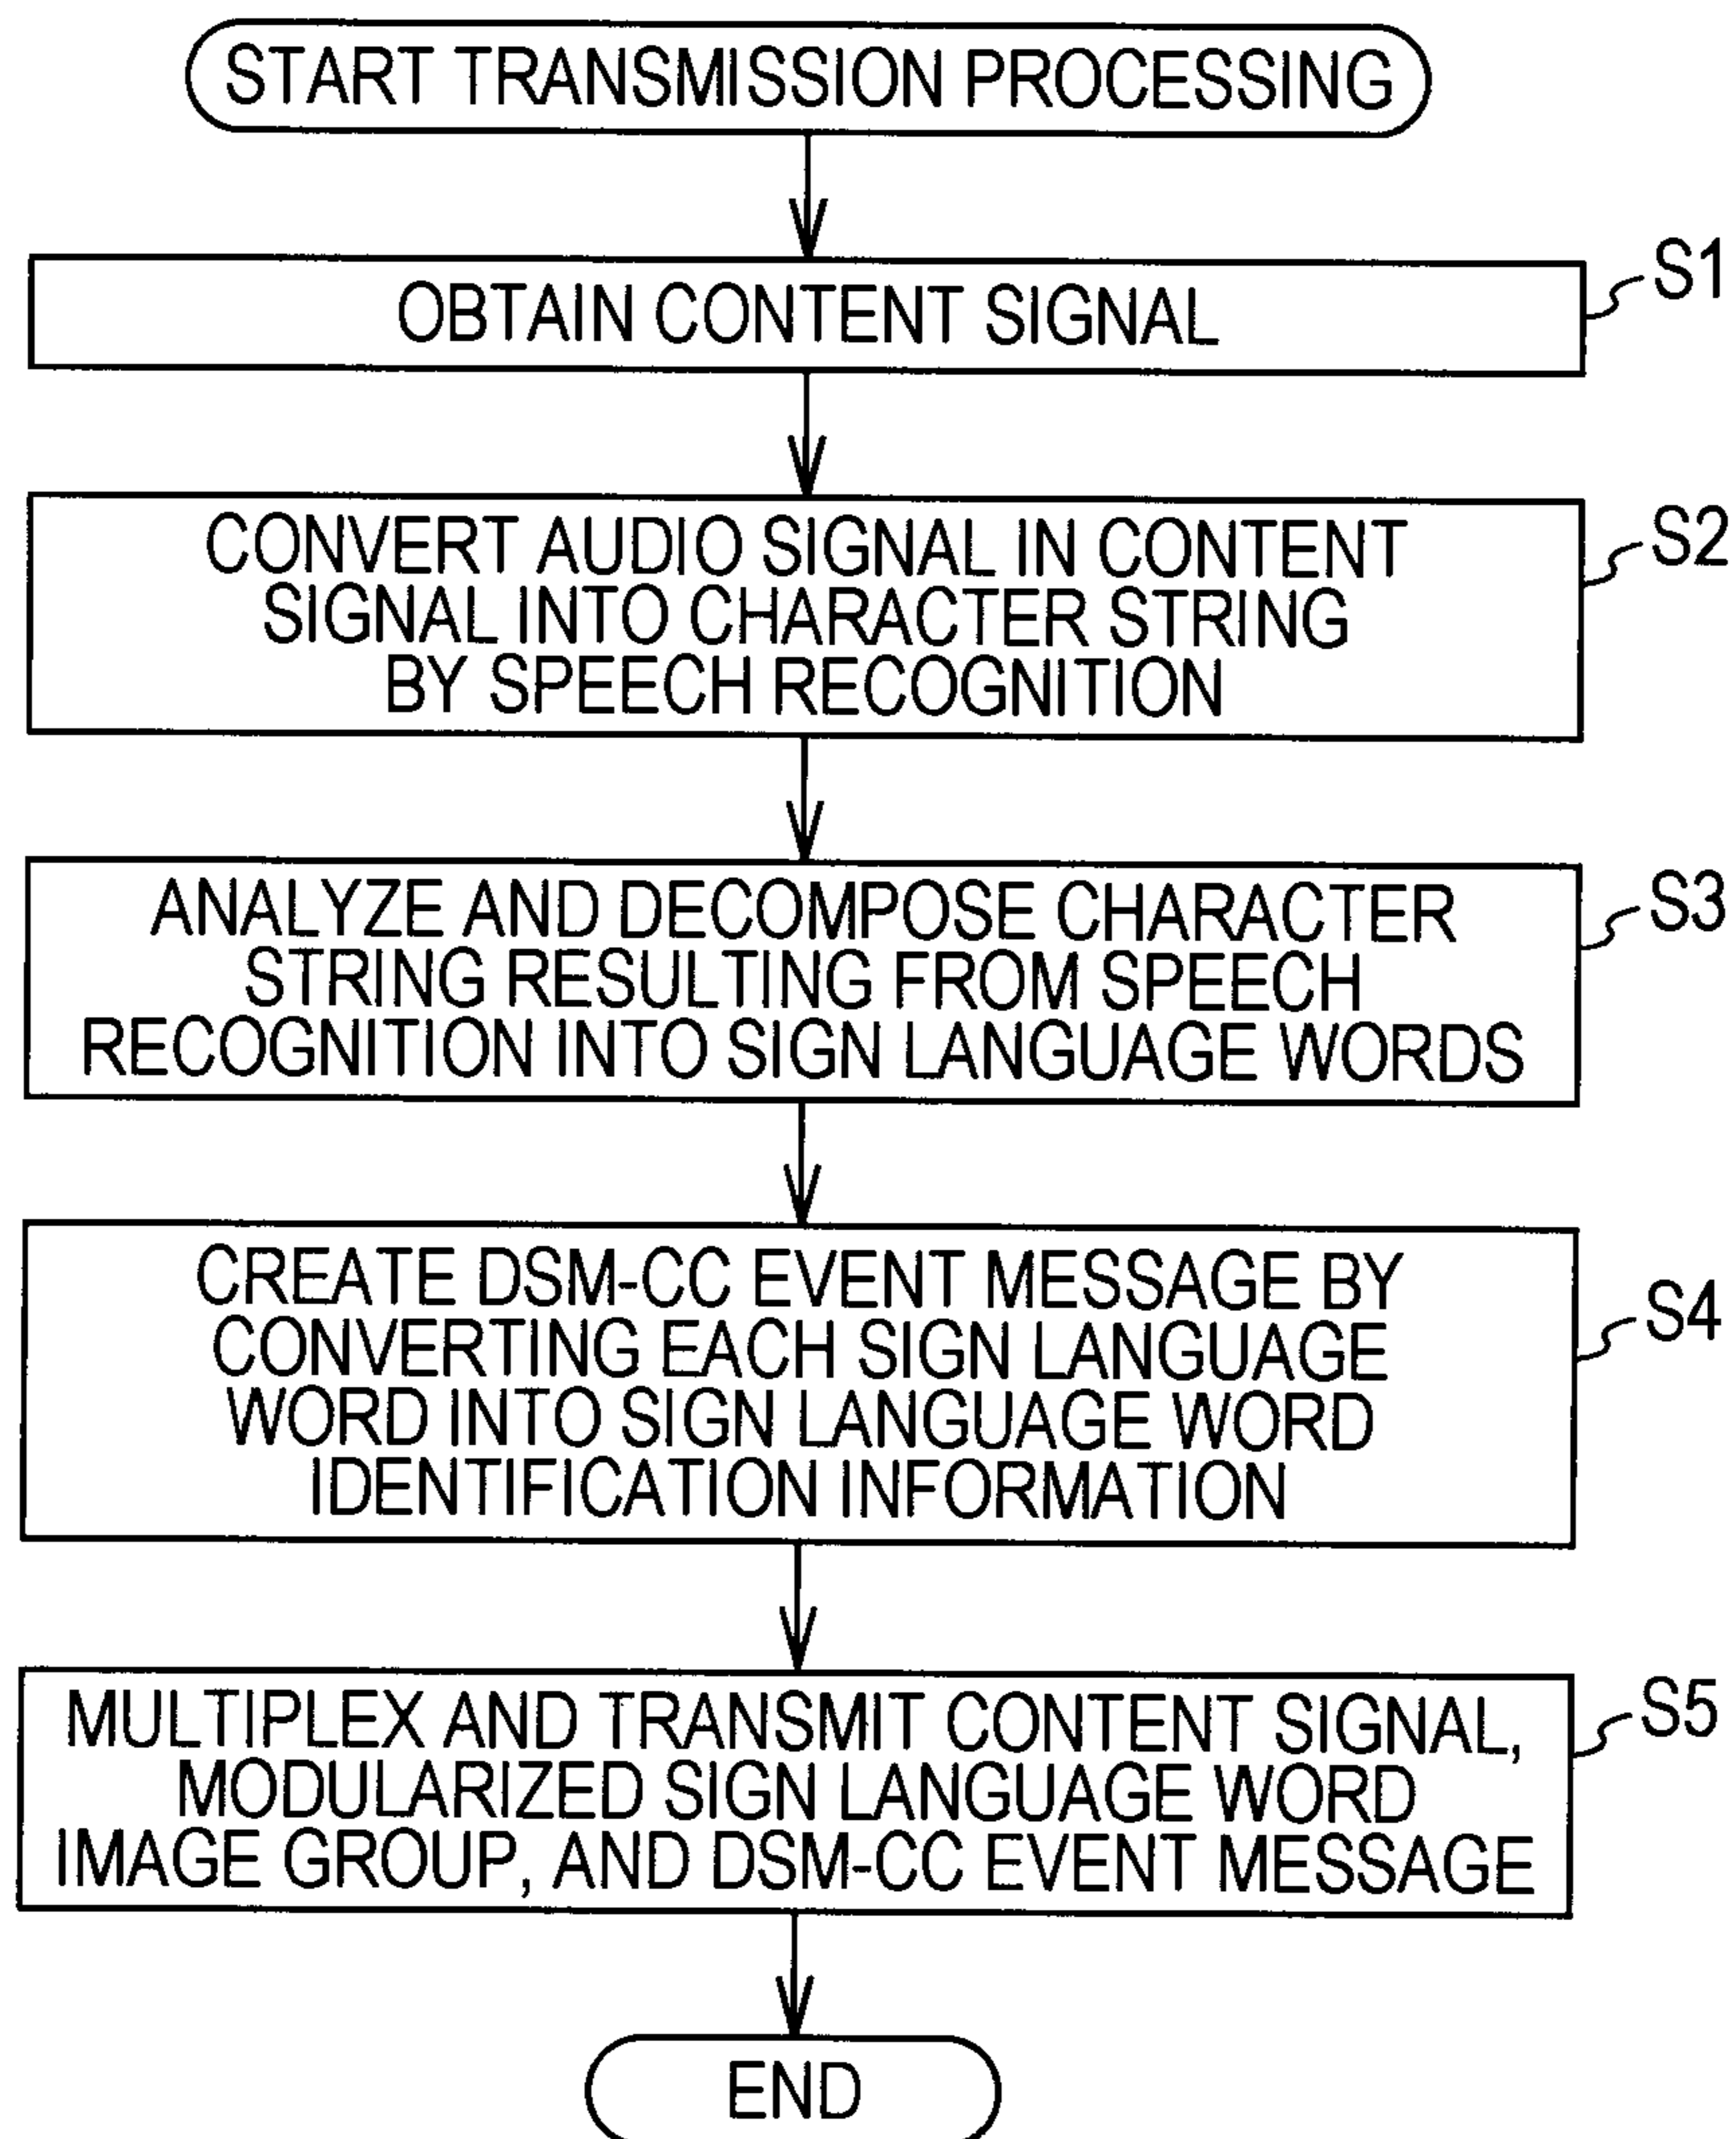 START TRANSMISSION PROCESSING
S1
OBTAIN CONTENT SIGNAL
S2
CONVERT AUDIO SIGNAL IN CONTENT
SIGNAL INTO CHARACTER STRING
BY SPEECH RECOGNITION
S3
ANALYZE AND DECOMPOSE CHARACTER
STRING RESULTING FROM SPEECH
RECOGNITION INTO SIGN LANGUAGE WORDS
S4
CREATE DSM-CC EVENT MESSAGE BY
CONVERTING EACH SIGN LANGUAGE
WORD INTO SIGN LANGUAGE WORD
IDENTIFICATION INFORMATION
S5
MULTIPLEX AND TRANSMIT CONTENT SIGNAL,
MODULARIZED SIGN LANGUAGE WORD
IMAGE GROUP, AND DSM-CC EVENT MESSAGE
END